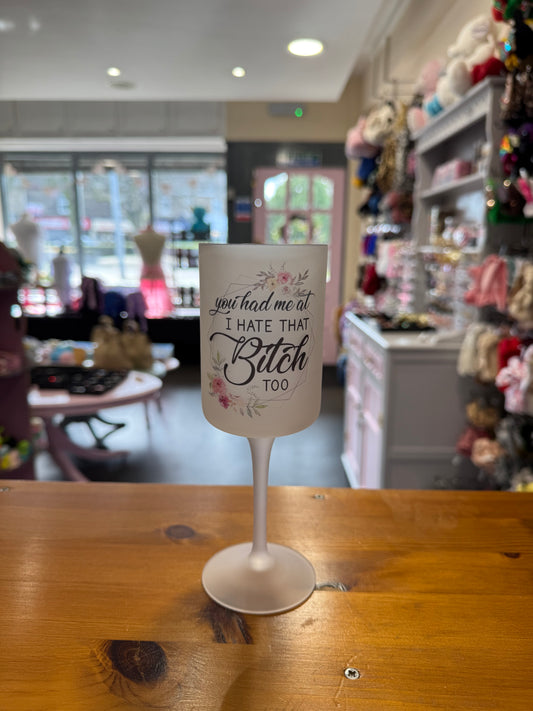 you had me at
I HATE THAT
Bitch
TOO